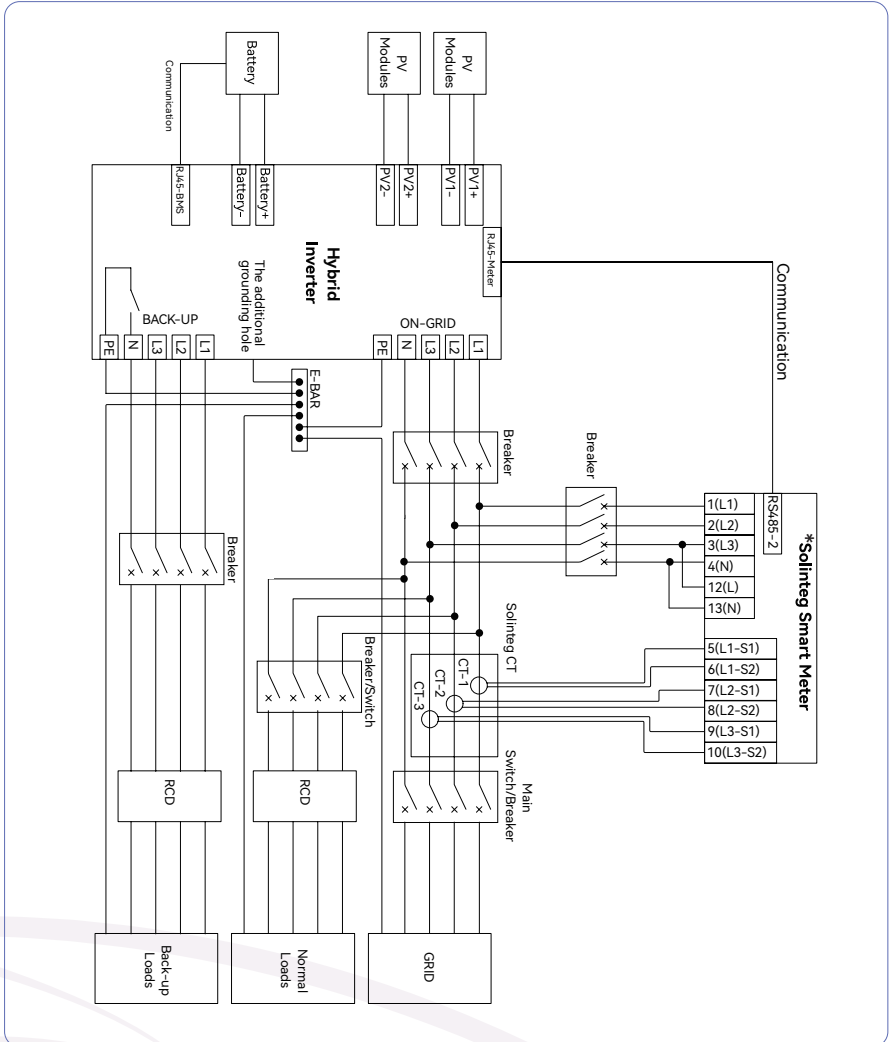 Battery
Communication
PV
Modules
PV
Modules
RJ45-BMS
Battery-
Battery+
PV2-
PV2+
PV1-
PV1+
RJ45-Meter
Hybrid
Inverter
The additional
grounding hole
BACK-UP
ON-GRID
PE
N
L3
L2
L1
PE
N
L3
L2
L1
E-BAR
Communication
Breaker
Breaker
Breaker
*Solinteg Smart Meter
RS485-2
1(L1)
2(L2)
3(L3)
4(N)
12(L)
13(N)
5(L1-S1)
6(L1-S2)
7(L2-S1)
8(L2-S2)
9(L3-S1)
10(L3-S2)
Solinteg CT
CT-1
CT-2
CT-3
Breaker/Switch
Main
Switch/Breaker
RCD
RCD
Back-up
Loads
Normal
Loads
GRID